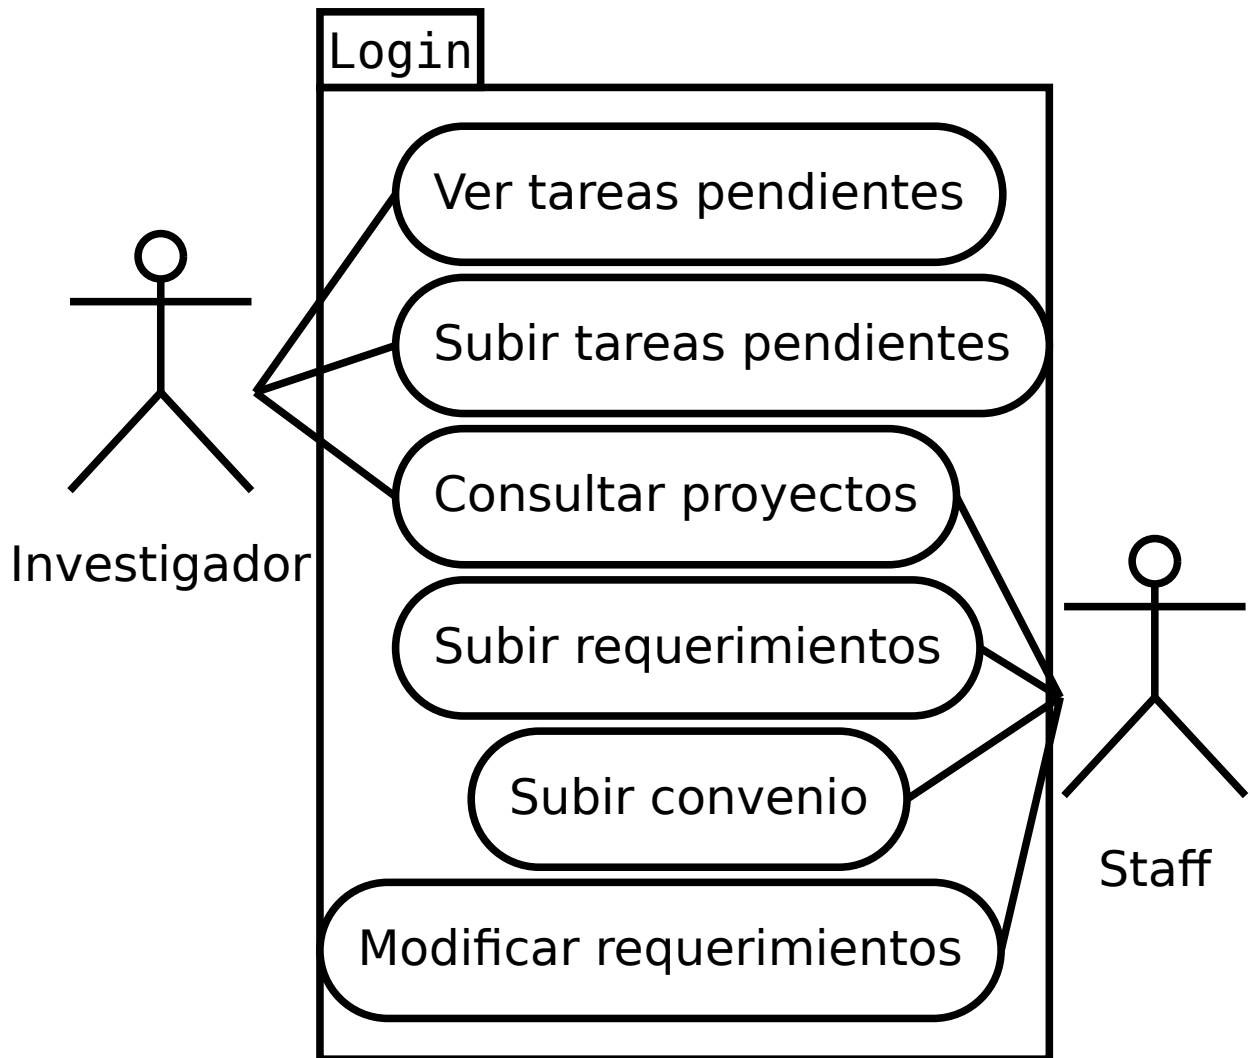 Login
Ver tareas pendientes
Subir tareas pendientes
Consultar proyectos
Investigador
Subir requerimientos
Subir convenio
Staff
Modificar requerimientos